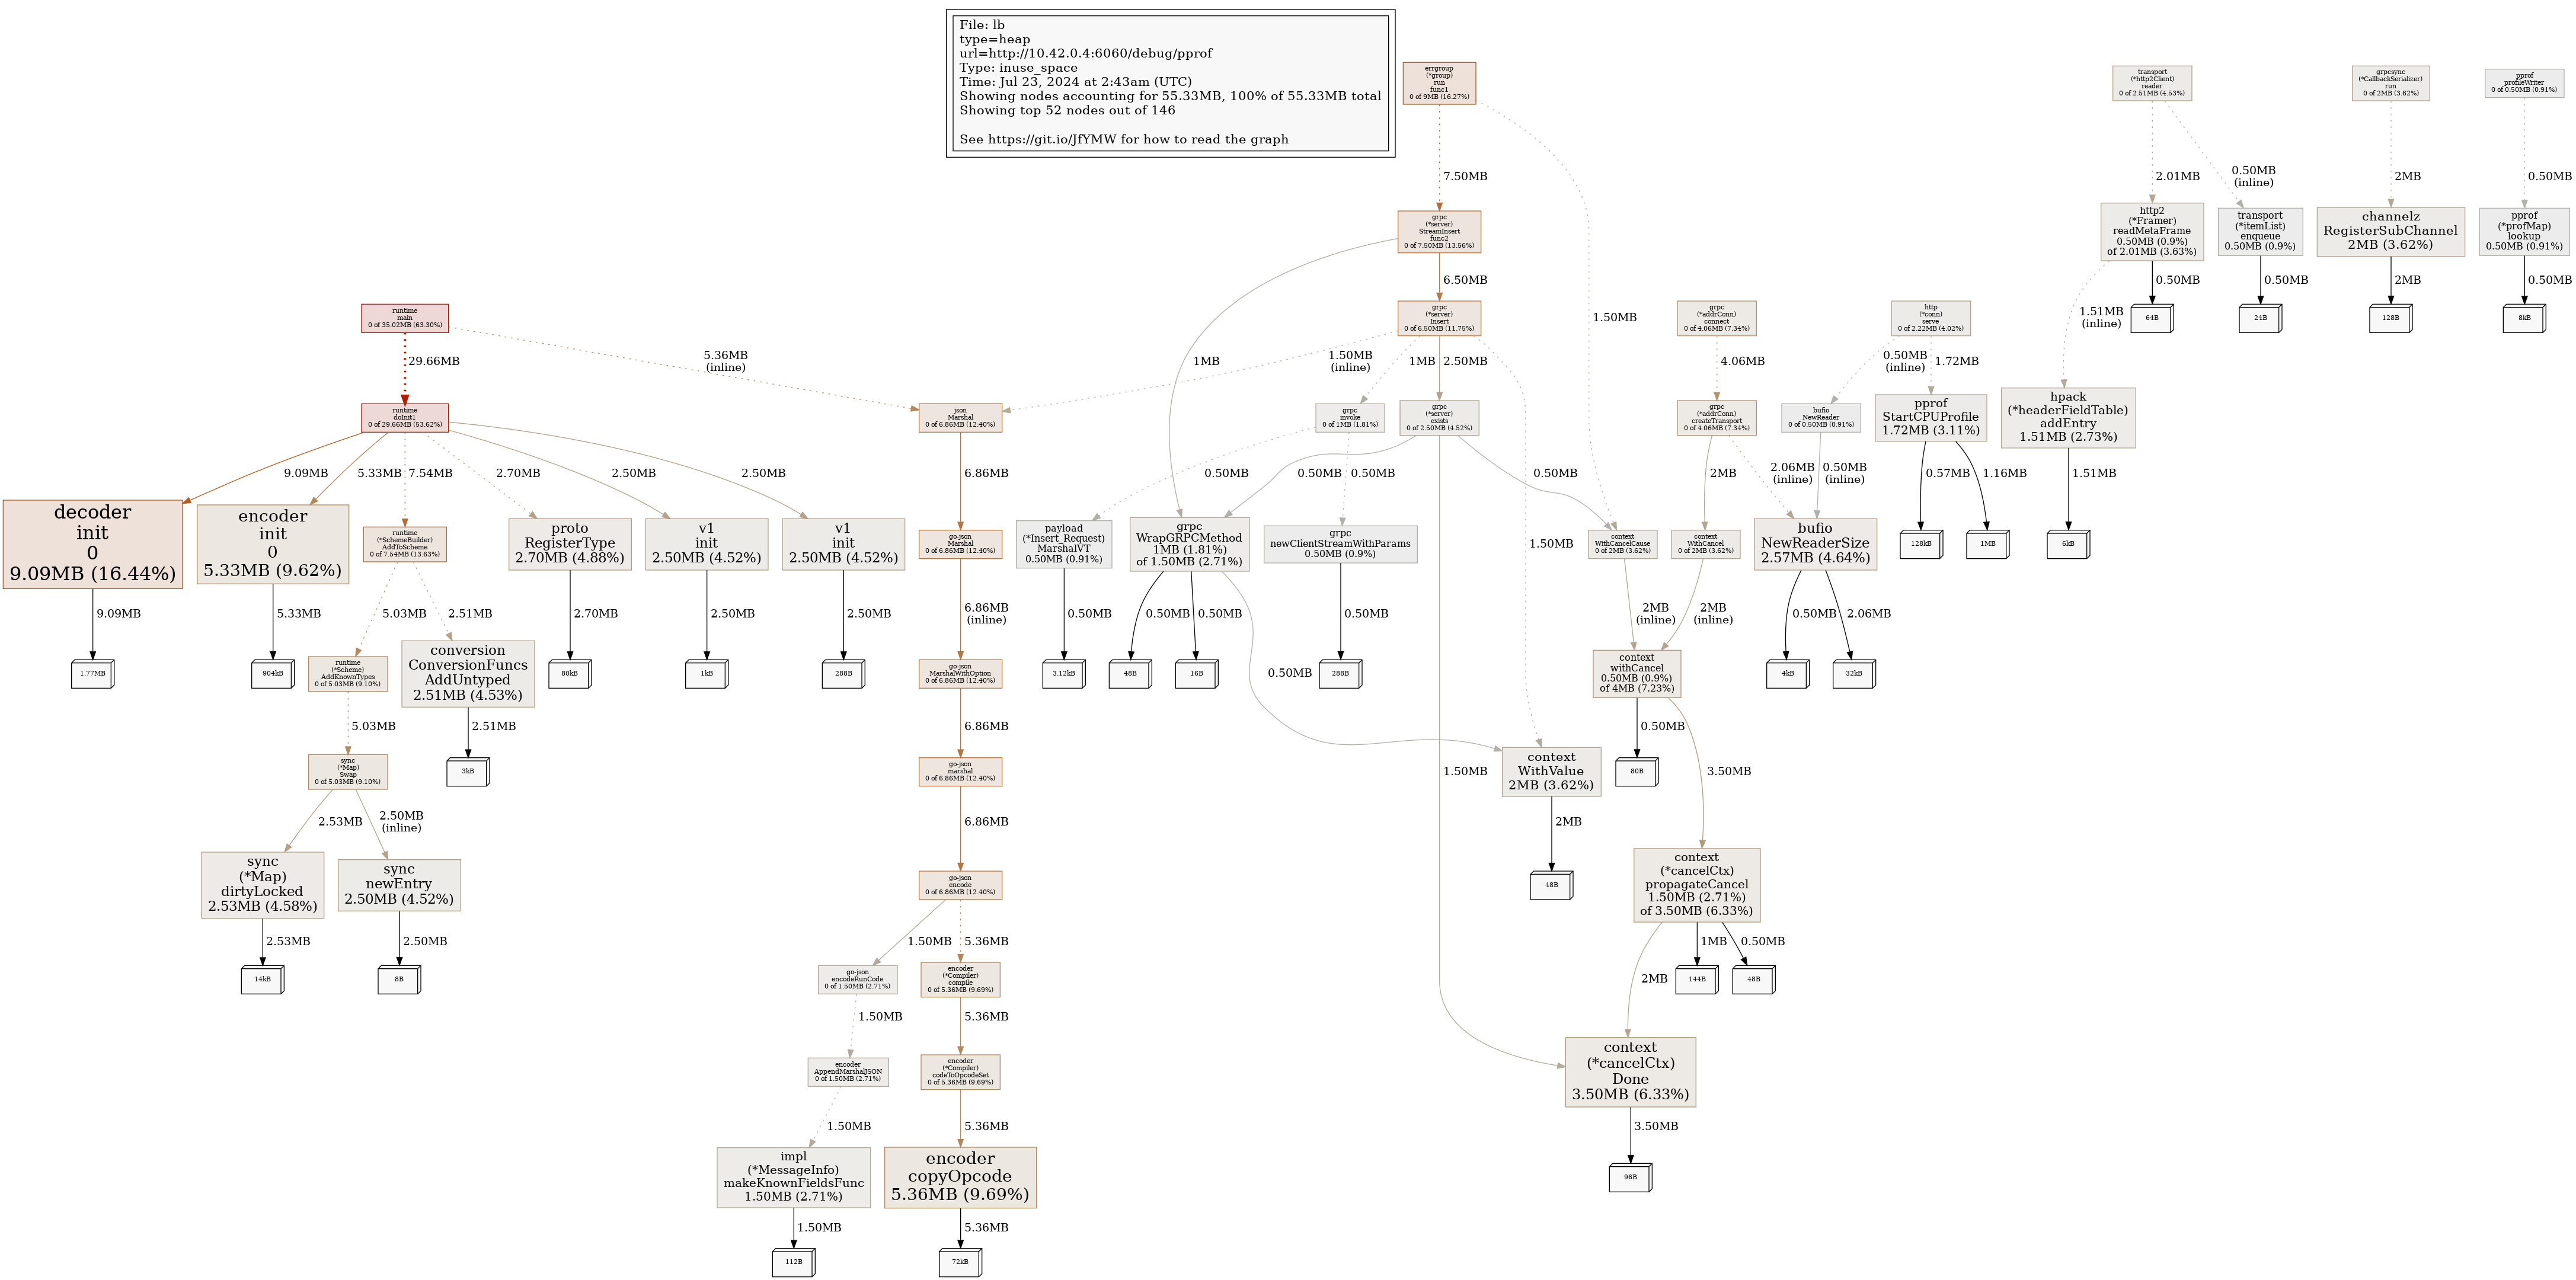 File: lb
type=heap
url=http://10.42.0.4:6060/debug/pprof
Type: inuse_space
Time: Jul 23, 2024 at 2:43am (UTC)
Showing nodes accounting for 55.33MB, 100% of 55.33MB total
Showing top 52 nodes out of 146
See https://git.io/JfYMW for how to read the graph
errgroup
(*group)
run
func1
0 of 9MB (16.27%)
transport
(*http2Client)
reader
0 of 2.51MB (4.53%)
grpcsync
(*CallbackSerializer)
run
0 of 2MB (3.62%)
pprof
profileWriter
0 of 0.50MB (0.91%)
7.50MB
2.01MB
0.50MB
(inline)
2MB
0.50MB
grpc
(*server)
StreamInsert
func2
0 of 7.50MB (13.56%)
http2
(*Framer)
readMetaFrame
0.50MB (0.9%)
of 2.01MB (3.63%)
transport
(*itemList)
enqueue
0.50MB (0.9%)
channelz
RegisterSubChannel
2MB (3.62%)
pprof
(*profMap)
lookup
0.50MB (0.91%)
6.50MB
0.50MB
0.50MB
2MB
0.50MB
runtime
main
0 of 35.02MB (63.30%)
grpc
(*server)
Insert
0 of 6.50MB (11.75%)
1.50MB
grpc
(*addrConn)
connect
0 of 4.06MB (7.34%)
http
(*conn)
serve
0 of 2.22MB (4.02%)
1.51MB
(inline)
64B
24B
128B
8kB
29.66MB
5.36MB
(inline)
1MB
1.50MB
(inline)
1MB
2.50MB
4.06MB
0.50MB
(inline)
1.72MB
runtime
doInit1
0 of 29.66MB (53.62%)
json
Marshal
0 of 6.86MB (12.40%)
grpc
invoke
0 of 1MB (1.81%)
grpc
(*server)
exists
0 of 2.50MB (4.52%)
grpc
(*addrConn)
createTransport
0 of 4.06MB (7.34%)
bufio
NewReader
0 of 0.50MB (0.91%)
pprof
StartCPUProfile
1.72MB (3.11%)
hpack
(*headerFieldTable)
addEntry
1.51MB (2.73%)
9.09MB
5.33MB
7.54MB
2.70MB
2.50MB
2.50MB
6.86MB
0.50MB
0.50MB
0.50MB
0.50MB
2MB
2.06MB
(inline)
0.50MB
(inline)
0.57MB
1.16MB
1.51MB
decoder
init
0
9.09MB (16.44%)
encoder
init
0
5.33MB (9.62%)
runtime
(*SchemeBuilder)
AddToScheme
0 of 7.54MB (13.63%)
proto
RegisterType
2.70MB (4.88%)
v1
init
2.50MB (4.52%)
v1
init
2.50MB (4.52%)
go-json
Marshal
0 of 6.86MB (12.40%)
payload
(*Insert_Request)
MarshalVT
0.50MB (0.91%)
grpc
WrapGRPCMethod
1MB (1.81%)
of 1.50MB (2.71%)
grpc
newClientStreamWithParams
0.50MB (0.9%)
1.50MB
context
WithCancelCause
0 of 2MB (3.62%)
context
WithCancel
0 of 2MB (3.62%)
bufio
NewReaderSize
2.57MB (4.64%)
128kB
1MB
6kB
9.09MB
5.33MB
5.03MB
2.51MB
2.70MB
2.50MB
2.50MB
6.86MB
(inline)
0.50MB
0.50MB
0.50MB
0.50MB
2MB
(inline)
2MB
(inline)
0.50MB
2.06MB
1.77MB
904kB
runtime
(*Scheme)
AddKnownTypes
0 of 5.03MB (9.10%)
conversion
ConversionFuncs
AddUntyped
2.51MB (4.53%)
80kB
1kB
288B
go-json
MarshalWithOption
0 of 6.86MB (12.40%)
3.12kB
48B
16B
0.50MB
288B
context
withCancel
0.50MB (0.9%)
of 4MB (7.23%)
4kB
32kB
5.03MB
2.51MB
6.86MB
0.50MB
sync
(*Map)
Swap
0 of 5.03MB (9.10%)
3kB
go-json
marshal
0 of 6.86MB (12.40%)
1.50MB
context
WithValue
2MB (3.62%)
80B
3.50MB
2.53MB
2.50MB
(inline)
6.86MB
2MB
sync
(*Map)
dirtyLocked
2.53MB (4.58%)
sync
newEntry
2.50MB (4.52%)
go-json
encode
0 of 6.86MB (12.40%)
48B
context
(*cancelCtx)
propagateCancel
1.50MB (2.71%)
of 3.50MB (6.33%)
2.53MB
2.50MB
1.50MB
5.36MB
1MB
0.50MB
14kB
8B
go-json
encodeRunCode
0 of 1.50MB (2.71%)
encoder
(*Compiler)
compile
0 of 5.36MB (9.69%)
2MB
144B
48B
1.50MB
5.36MB
encoder
AppendMarshalJSON
0 of 1.50MB (2.71%)
encoder
(*Compiler)
codeToOpcodeSet
0 of 5.36MB (9.69%)
context
(*cancelCtx)
Done
3.50MB (6.33%)
1.50MB
5.36MB
3.50MB
impl
(*MessageInfo)
makeKnownFieldsFunc
1.50MB (2.71%)
encoder
copyOpcode
5.36MB (9.69%)
96B
1.50MB
5.36MB
112B
72kB